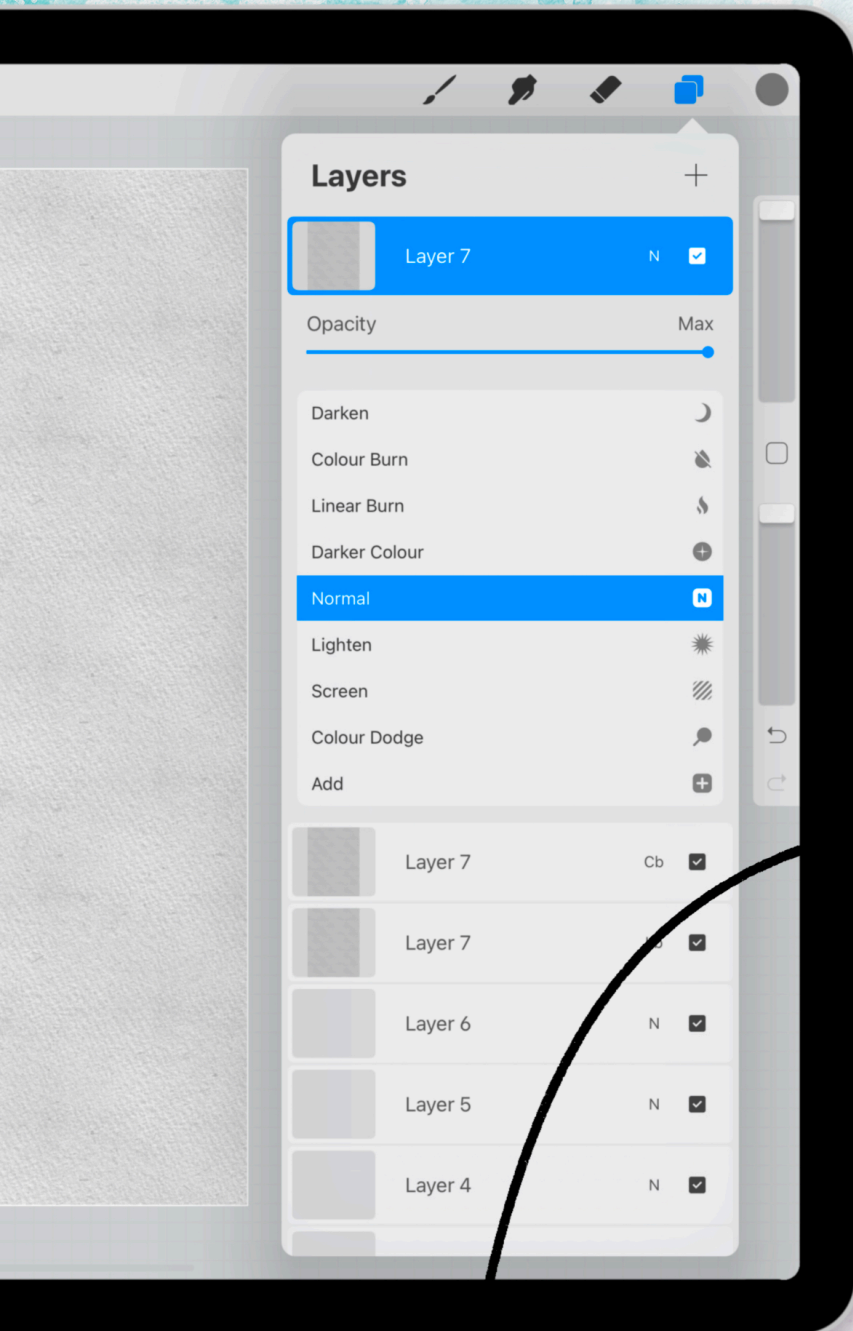 Layers
Layer 7 N
Opacity Max
Darken
Colour Burn
Linear Burn
Darker Colour
Normal N
Lighten
Screen
Colour Dodge
Add
Layer 7 Cb
Layer 7
Layer 6 N
Layer 5 N
Layer 4 N